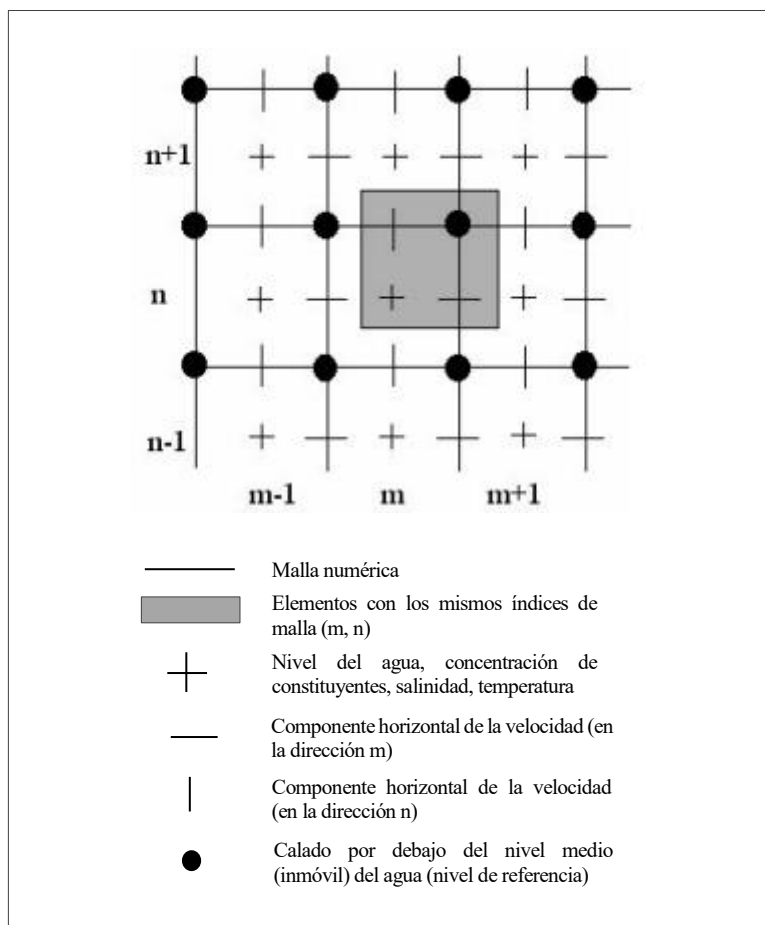 n+1
n
n-1
m-1 m m+1
Malla numérica
Elementos con los mismos índices de
malla (m, n)
Nivel del agua, concentración de
constituyentes, salinidad, temperatura
Componente horizontal de la velocidad (en
la dirección m)
Componente horizontal de la velocidad
(en la dirección n)
Calado por debajo del nivel medio
(inmóvil) del agua (nivel de referencia)